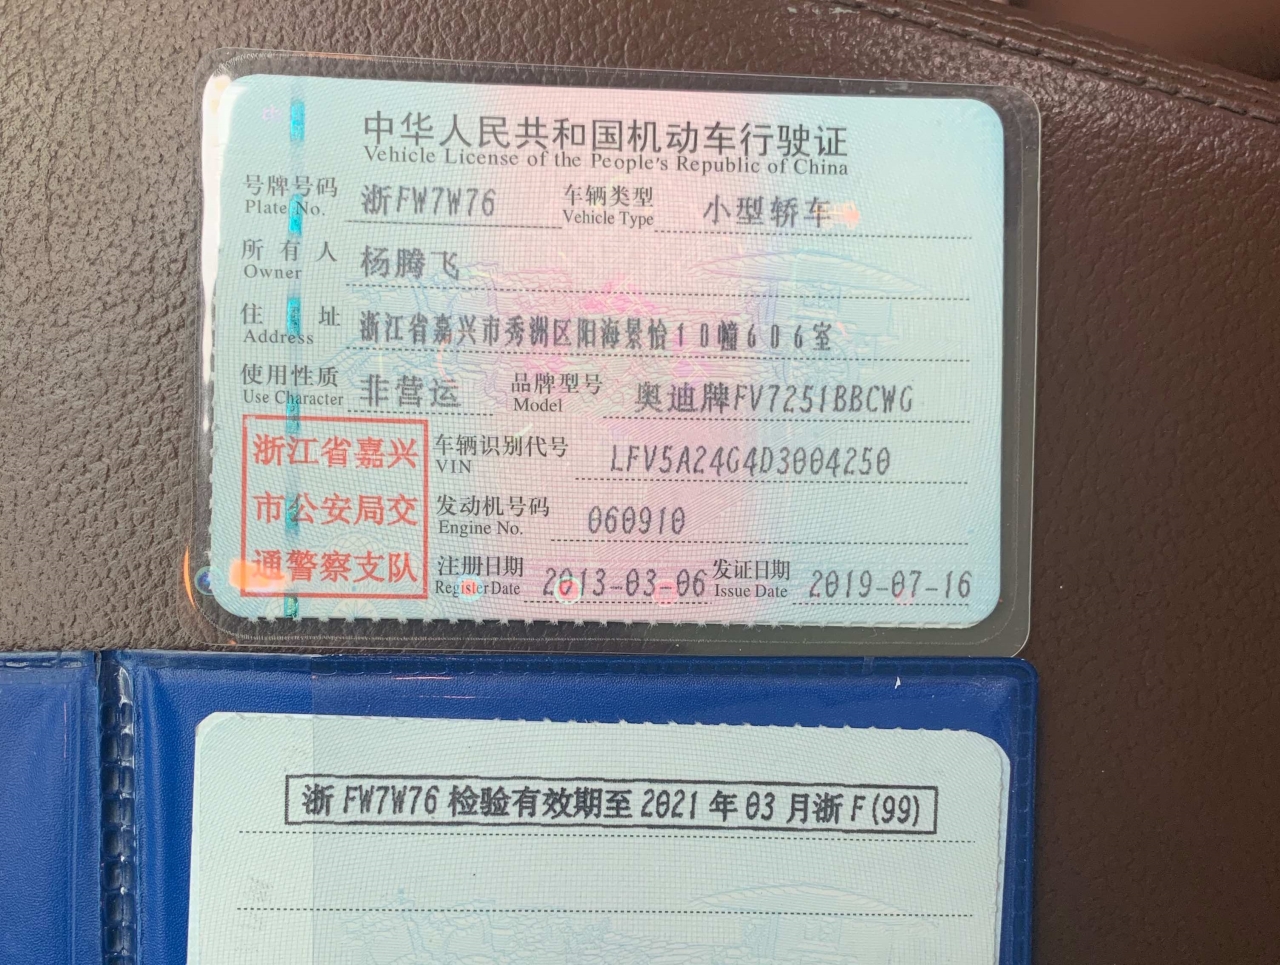 中华人民共和国机动车行驶证
Vehicle License of the People's Republic of China
号牌号码 浙FW7W76 车辆类型 小型轿车
Plate No. Vehicle Type
所有人 杨腾飞
Owner
住址 浙江省嘉兴市秀洲区阳海景怡10幢606室
Address
使用性质 非营运 品牌型号 奥迪牌FV7251BBCWG
Use Character Model
浙江省嘉兴
市公安局交
通警察支队
车辆识别代号 LFV5A24G4D3004250
VIN
发动机号码 060910
Engine No.
注册日期 2013-03-06 发证日期 2019-07-16
Register Date Issue Date
浙FW7W76检验有效期至2021年03月浙F(99)